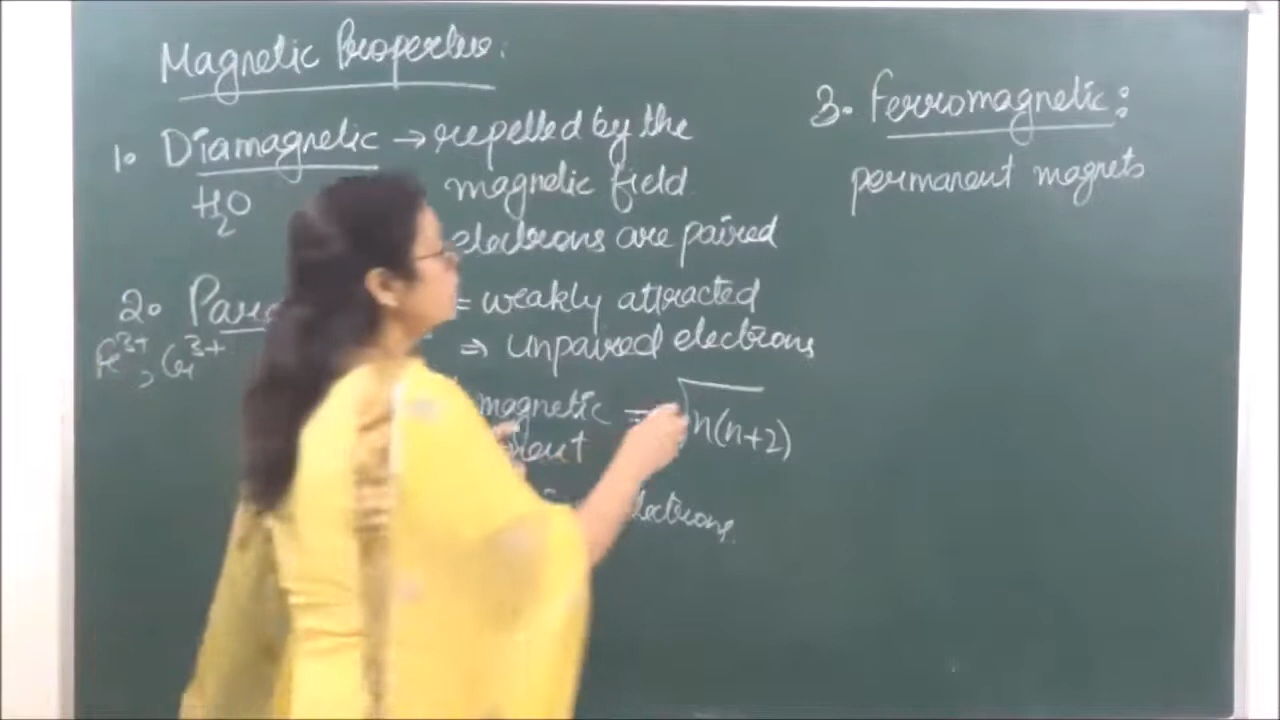 Magnetic Properties.
1. Diamagnetic → repelled by the
H2O magnetic field
electrons are paired
2. Para = weakly attracted
Fe3+, Cr3+ ⇒ unpaired electrons
magnetic = √n(n+2)
electrons.
3. Ferromagnetic:
permanent magnets